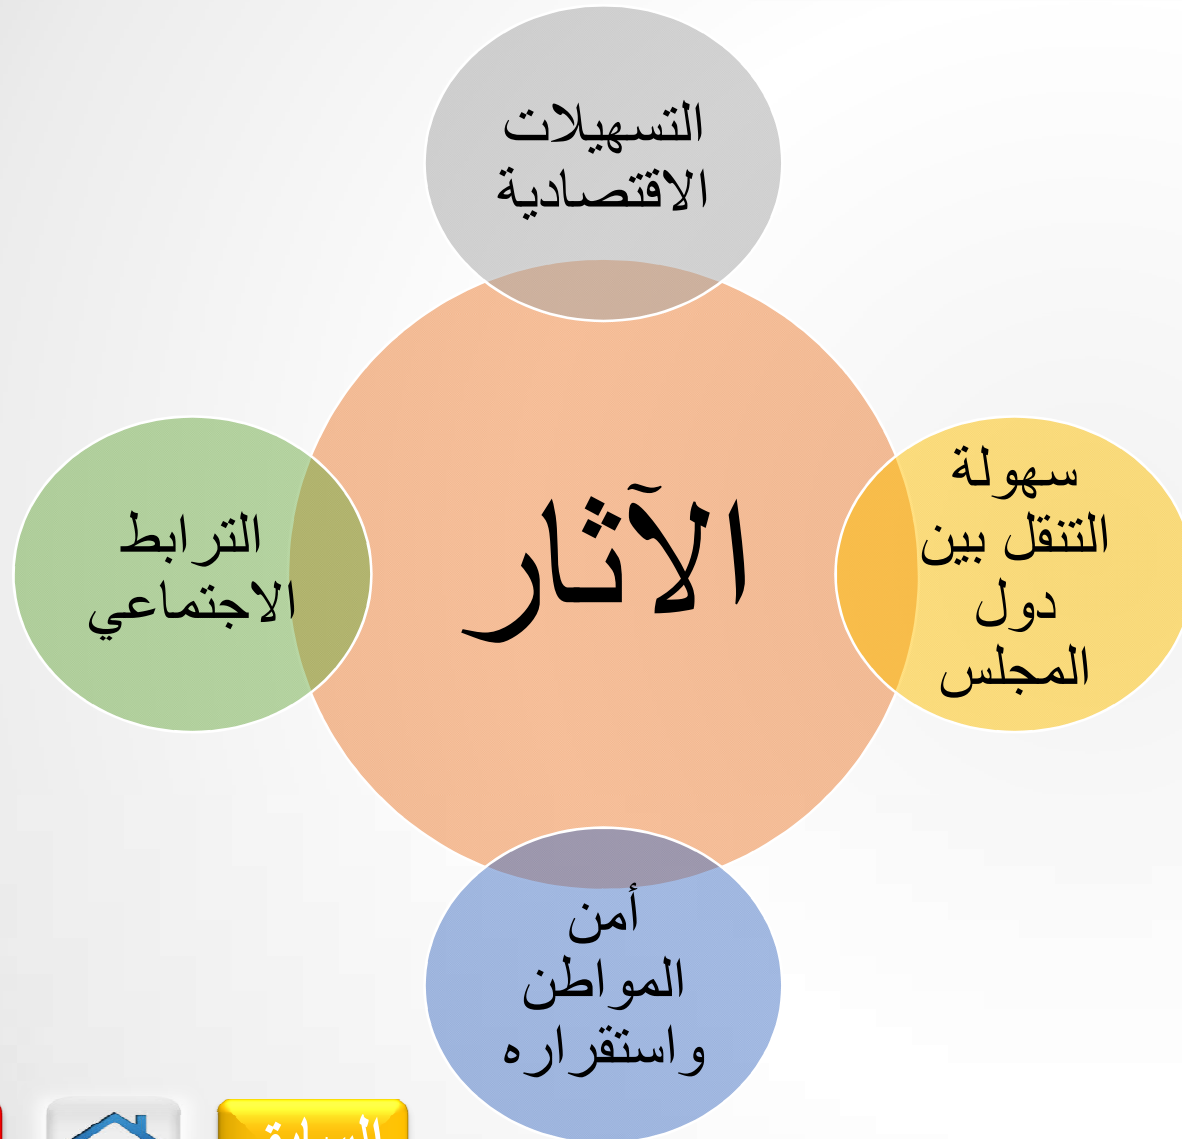 التسهيلات
الاقتصادية
الآثار
سهولة
التنقل بين
دول
المجلس
الترابط
الاجتماعي
أمن
المواطن
واستقراره